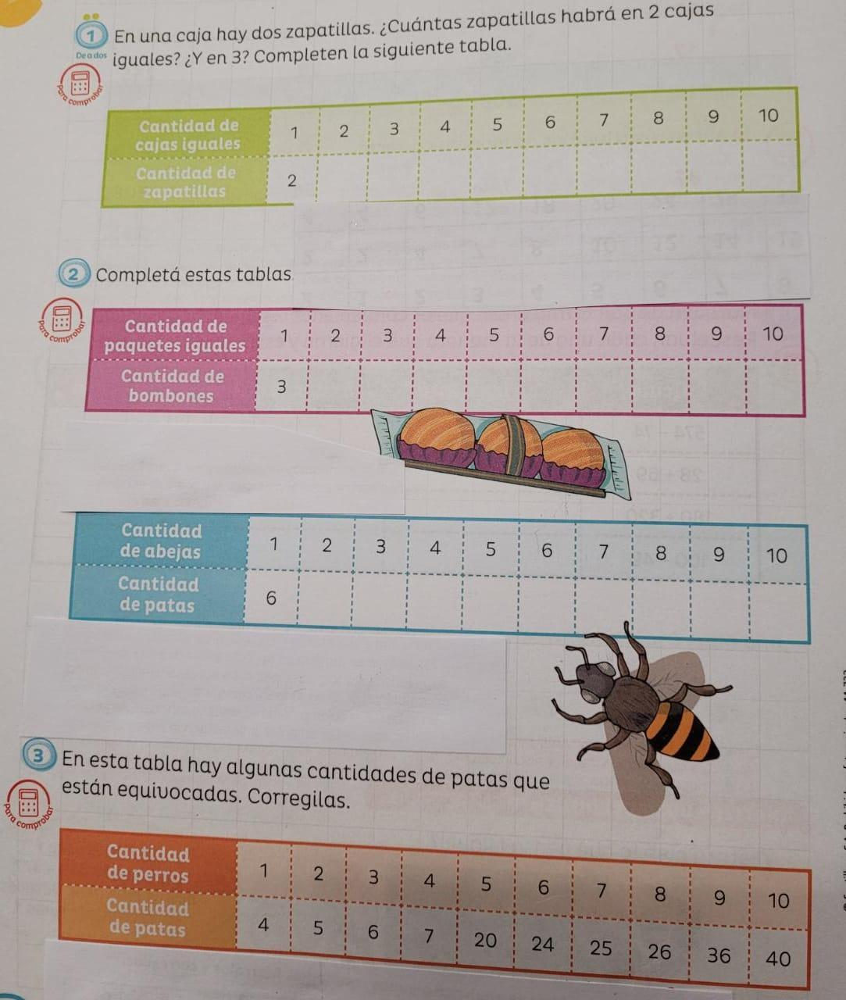 1 En una caja hay dos zapatillas. ¿Cuántas zapatillas habrá en 2 cajas
De a dos iguales? ¿Y en 3? Completen la siguiente tabla.
Para comprobar
Cantidad de cajas iguales 1 2 3 4 5 6 7 8 9 10
Cantidad de zapatillas 2
2 Completá estas tablas
Para comprobar
Cantidad de paquetes iguales 1 2 3 4 5 6 7 8 9 10
Cantidad de bombones 3
Cantidad de abejas 1 2 3 4 5 6 7 8 9 10
Cantidad de patas 6
3 En esta tabla hay algunas cantidades de patas que
están equivocadas. Corregilas.
Para comprobar
Cantidad de perros 1 2 3 4 5 6 7 8 9 10
Cantidad de patas 4 5 6 7 20 24 25 26 36 40